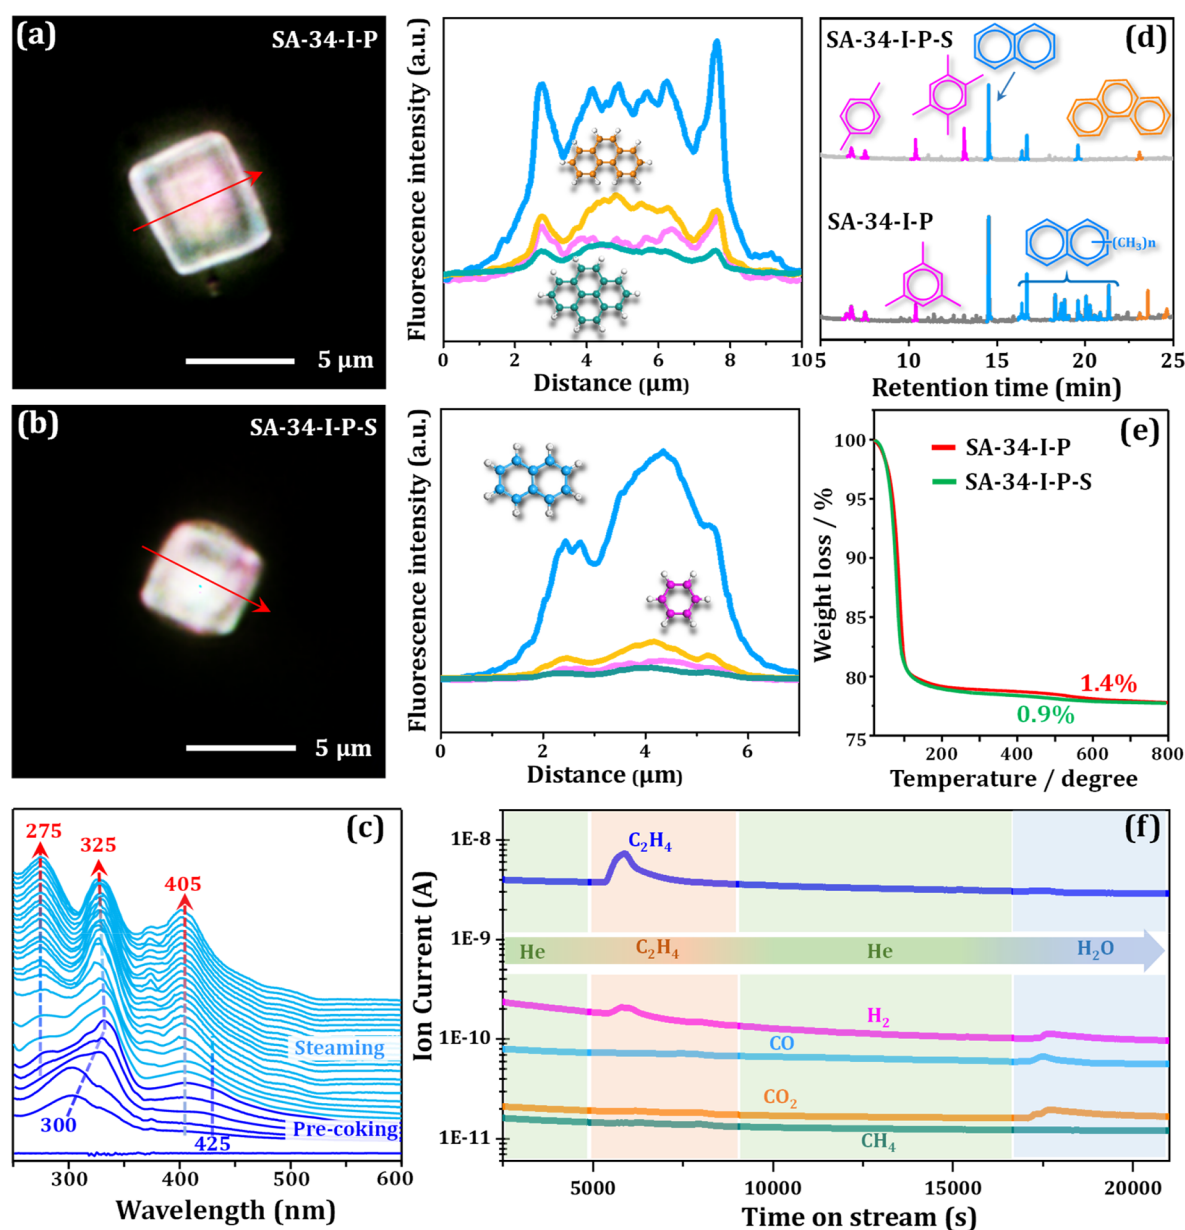 (a)
SA-34-I-P
5 μm
Fluorescence intensity (a.u.)
0 2 4 6 8 10
Distance (μm)
(d)
SA-34-I-P-S
SA-34-I-P
(CH₃)n
5 10 15 20 25
Retention time (min)
(b)
SA-34-I-P-S
5 μm
Fluorescence intensity (a.u.)
0 2 4 6
Distance (μm)
(e)
SA-34-I-P
SA-34-I-P-S
Weight loss / %
100
95
90
85
80
75
1.4%
0.9%
200 400 600 800
Temperature / degree
(c)
275
325
405
Steaming
Pre-coking
300
425
300 400 500 600
Wavelength (nm)
(f)
Ion Current (A)
1E-8
1E-9
1E-10
1E-11
C₂H₄
He C₂H₄ He H₂O
H₂
CO
CO₂
CH₄
5000 10000 15000 20000
Time on stream (s)